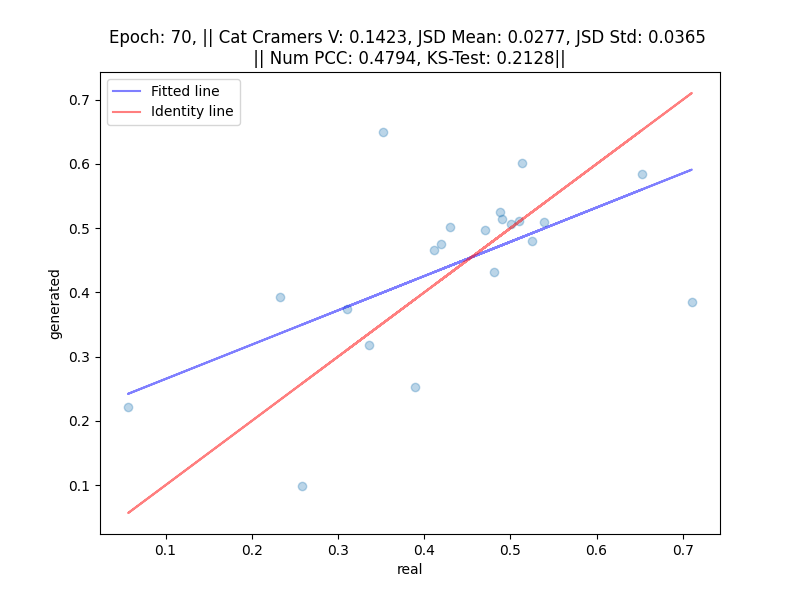 Epoch: 70, || Cat Cramers V: 0.1423, JSD Mean: 0.0277, JSD Std: 0.0365
|| Num PCC: 0.4794, KS-Test: 0.2128||
Fitted line
Identity line
generated
0.7
0.6
0.5
0.4
0.3
0.2
0.1
0.1 0.2 0.3 0.4 0.5 0.6 0.7
real